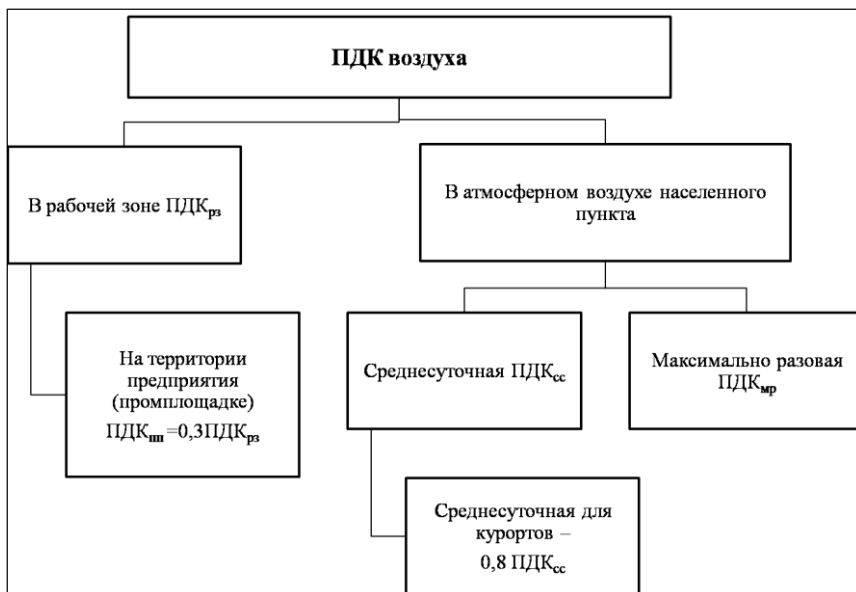 ПДК воздуха
В рабочей зоне ПДКрз
В атмосферном воздухе населенного
пункта
На территории
предприятия
(промплощадке)
ПДКпп=0,3ПДКрз
Среднесуточная ПДКсс
Максимально разовая
ПДКмр
Среднесуточная для
курортов –
0,8 ПДКсс